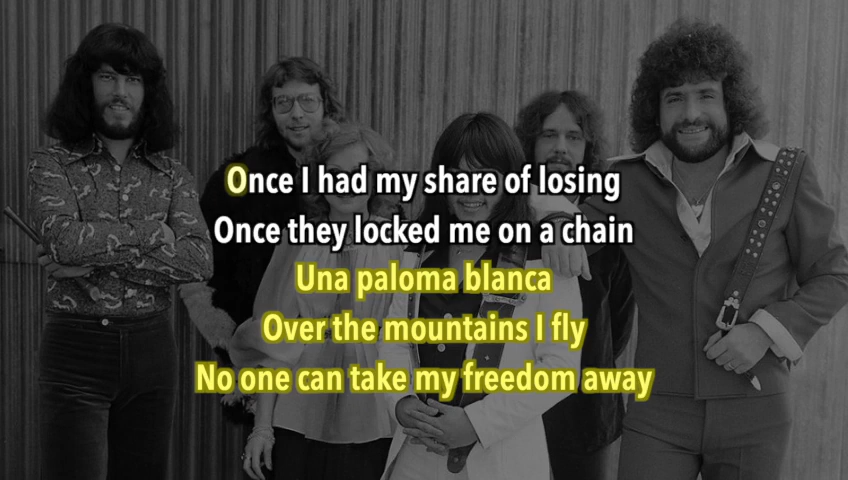 Once I had my share of losing
Once they locked me on a chain
Una paloma blanca
Over the mountains I fly
No one can take my freedom away